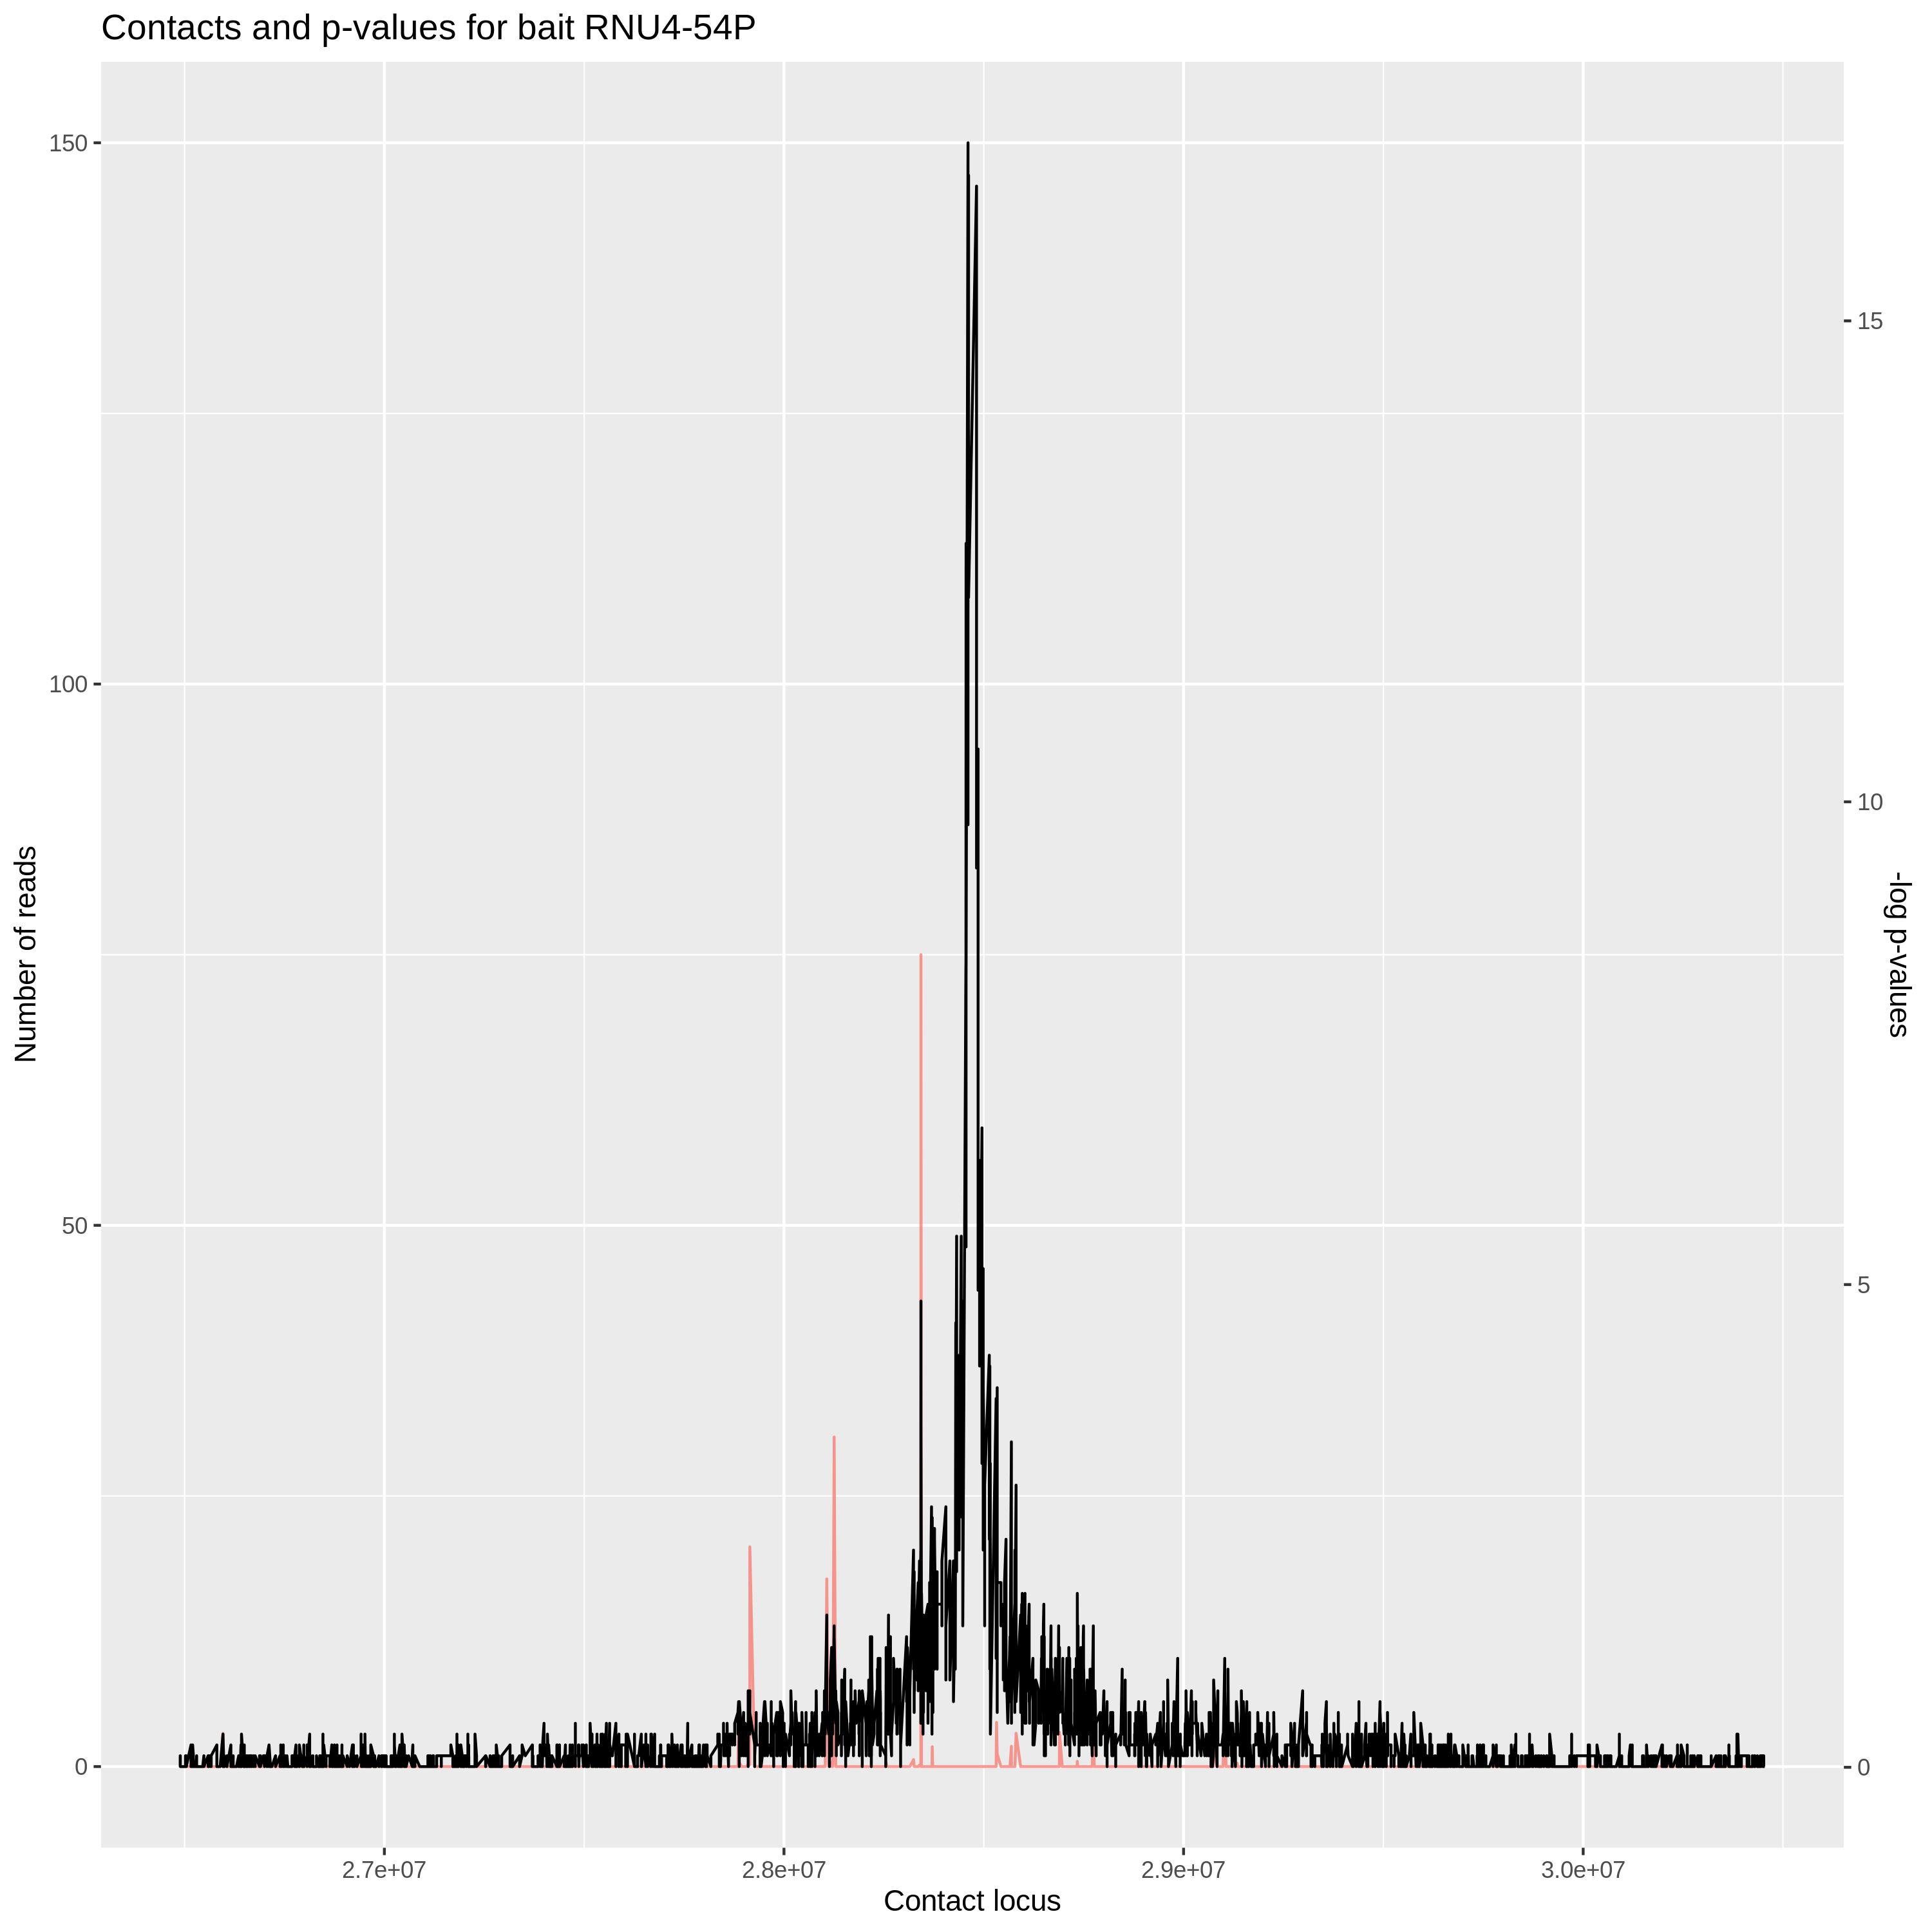 Contacts and p-values for bait RNU4-54P
150
100
50
0
Number of reads
15
10
5
0
-log p-values
2.7e+07
2.8e+07
2.9e+07
3.0e+07
Contact locus